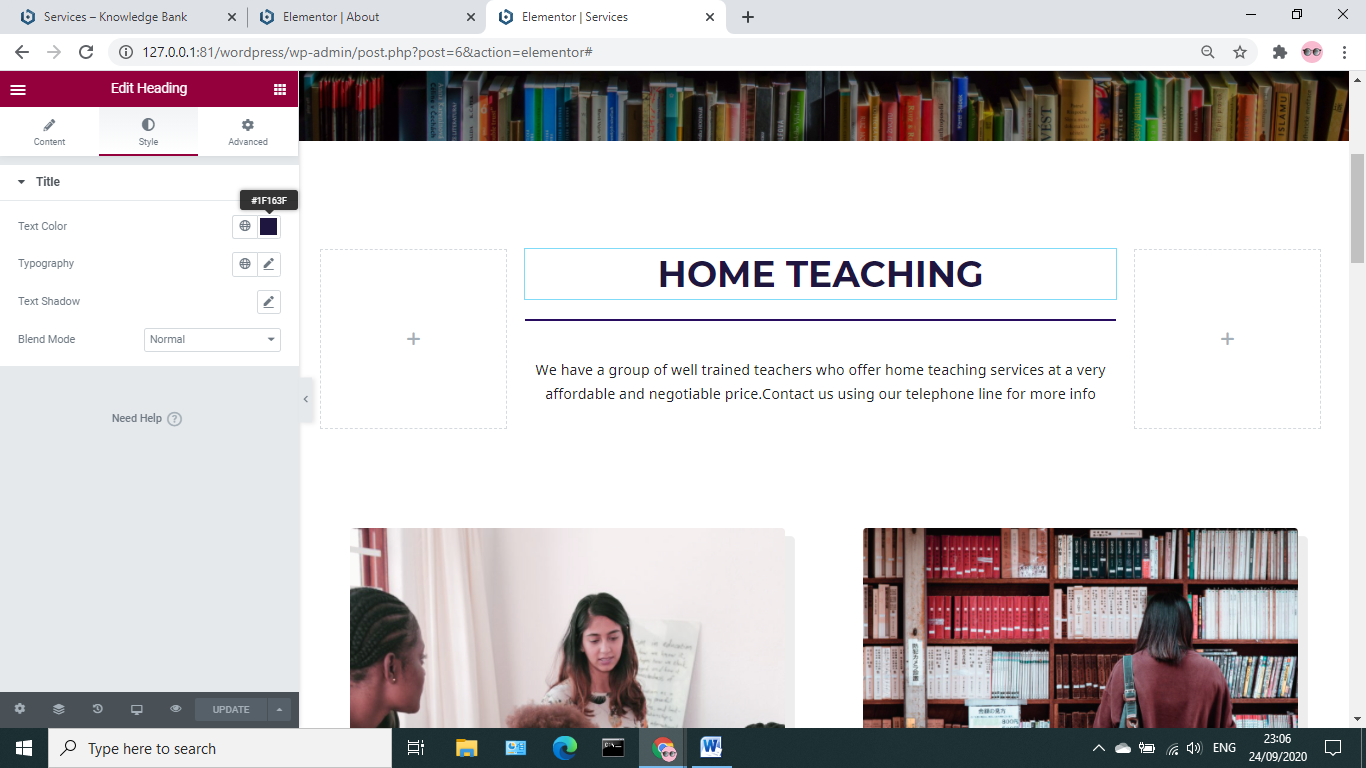 Services – Knowledge Bank
Elementor | About
Elementor | Services
127.0.0.1:81/wordpress/wp-admin/post.php?post=6&action=elementor#
Edit Heading
Content
Style
Advanced
Title
#1F163F
Text Color
Typography
Text Shadow
Blend Mode
Normal
Need Help
UPDATE
HOME TEACHING
We have a group of well trained teachers who offer home teaching services at a very
affordable and negotiable price.Contact us using our telephone line for more info
Type here to search
ENG
23:06
24/09/2020